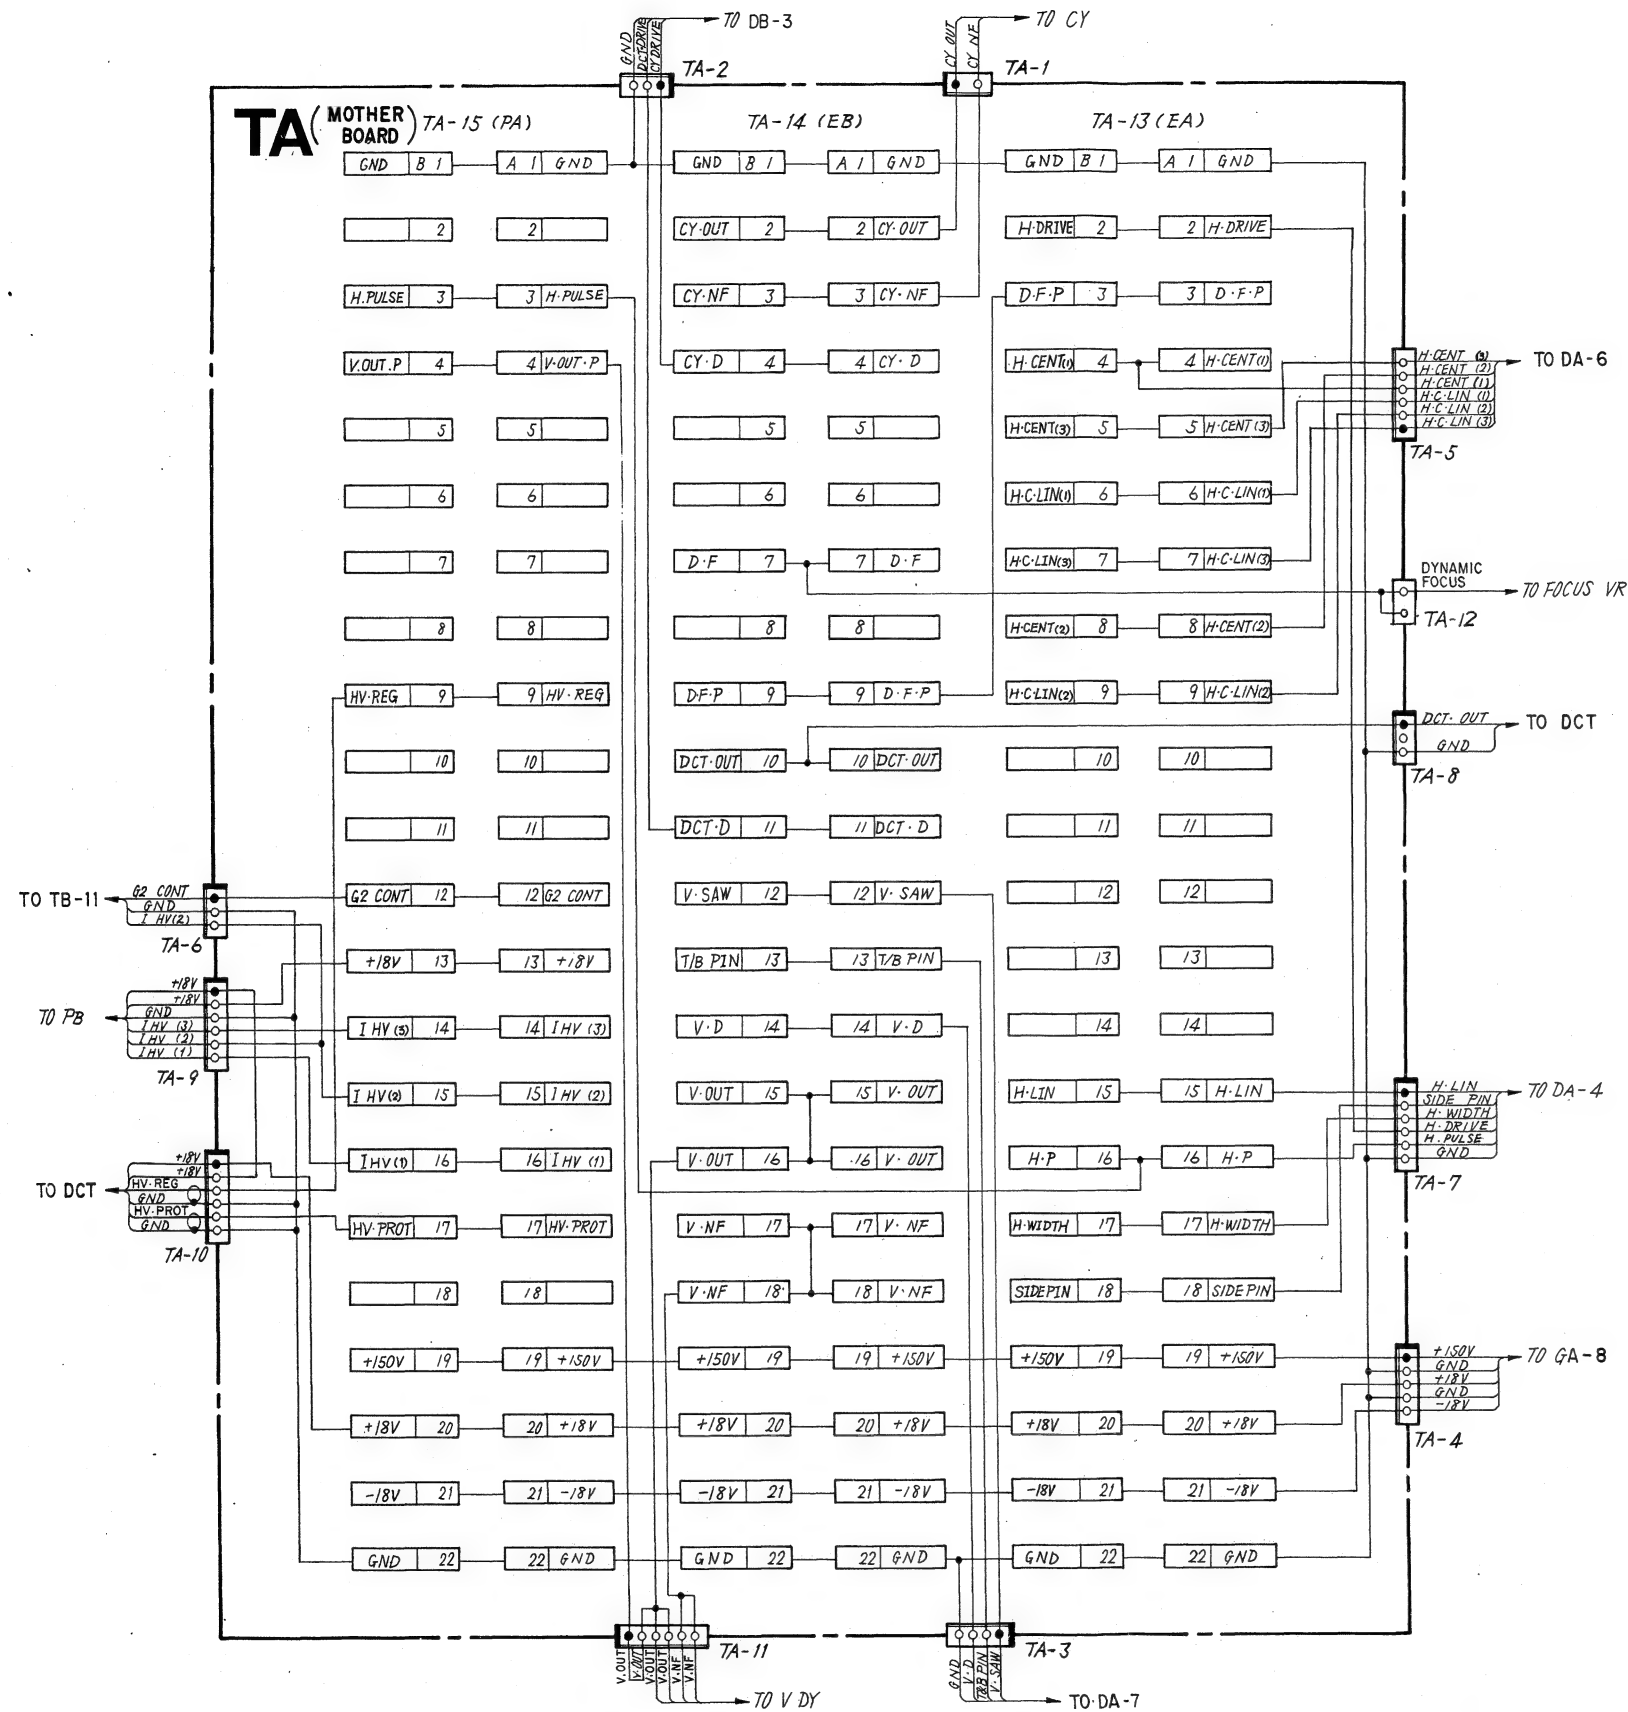 TO DB-3
TO CY
GND
DCT·DRIVE
CY DRIVE
CY OUT
CY NF
TA-2
TA-1
TA (MOTHER BOARD)
TA-15 (PA)
TA-14 (EB)
TA-13 (EA)
GND B 1 A 1 GND GND B 1 A 1 GND GND B 1 A 1 GND
2 2 CY·OUT 2 2 CY·OUT H·DRIVE 2 2 H·DRIVE
H.PULSE 3 3 H·PULSE CY·NF 3 3 CY·NF D·F·P 3 3 D·F·P
V.OUT.P 4 4 V·OUT·P CY·D 4 4 CY·D H·CENT(1) 4 4 H·CENT(1)
5 5 5 5 H·CENT(3) 5 5 H·CENT(3)
6 6 6 6 H·C·LIN(1) 6 6 H·C·LIN(1)
7 7 D·F 7 7 D·F H·C·LIN(3) 7 7 H·C·LIN(3)
8 8 8 8 H·CENT(2) 8 8 H·CENT(2)
HV·REG 9 9 HV·REG D·F·P 9 9 D·F·P H·C·LIN(2) 9 9 H·C·LIN(2
10 10 DCT·OUT 10 10 DCT·OUT 10 10
11 11 DCT·D 11 11 DCT·D 11 11
G2 CONT 12 12 G2 CONT V·SAW 12 12 V·SAW 12 12
+18V 13 13 +18V T/B PIN 13 13 T/B PIN 13 13
I HV(3) 14 14 I HV (3) V·D 14 14 V·D 14 14
I HV(2) 15 15 I HV (2) V·OUT 15 15 V·OUT H·LIN 15 15 H·LIN
I HV(1) 16 16 I HV (1) V·OUT 16 16 V·OUT H·P 16 16 H·P
HV·PROT 17 17 HV·PROT V·NF 17 17 V·NF H·WIDTH 17 17 H·WIDTH
18 18 V·NF 18 18 V·NF SIDEPIN 18 18 SIDEPIN
+150V 19 19 +150V +150V 19 19 +150V +150V 19 19 +150V
+18V 20 20 +18V +18V 20 20 +18V +18V 20 20 +18V
-18V 21 21 -18V -18V 21 21 -18V -18V 21 21 -18V
GND 22 22 GND GND 22 22 GND GND 22 22 GND
H·CENT (3)
H·CENT (2)
H·CENT (1)
H·C·LIN (1)
H·C·LIN (2)
H·C·LIN (3)
TO DA-6
TA-5
DYNAMIC
FOCUS
TO FOCUS VR
TA-12
DCT·OUT
GND
TO DCT
TA-8
TO TB-11
G2 CONT
GND
I HV(2)
TA-6
TO PB
+18V
+18V
GND
I HV (3)
I HV (2)
I HV (1)
TA-9
TO DCT
+18V
+18V
HV·REG
GND
HV·PROT
GND
TA-10
H·LIN
SIDE PIN
H·WIDTH
H·DRIVE
H.PULSE
GND
TO DA-4
TA-7
+150V
GND
+18V
GND
-18V
TO GA-8
TA-4
TA-11
V.OUT
V·OUT
V·OUT
V·OUT
V·NF
V·NF
TO V DY
TA-3
GND
V·D
T&B PIN
V·SAW
TO DA-7